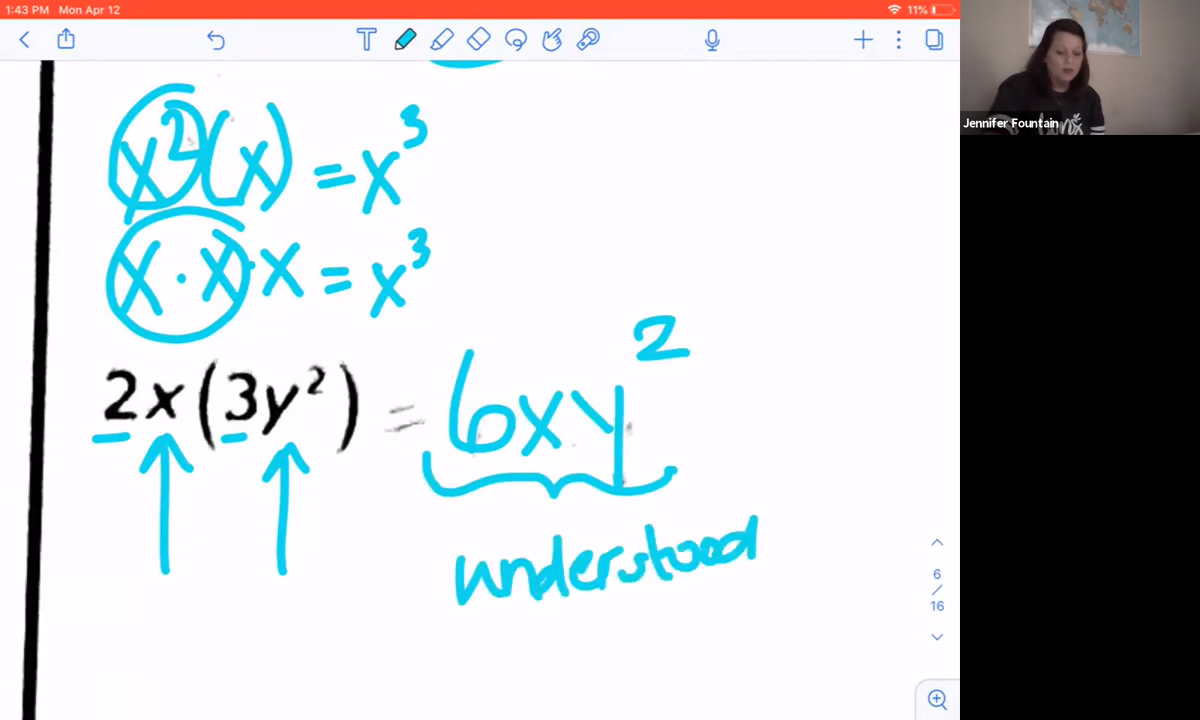 1:43 PM Mon Apr 12
11%
T
Jennifer Fountain
x²(x) = x³
x · x · x = x³
2x(3y²) = 6xy²
understood
6
/
16